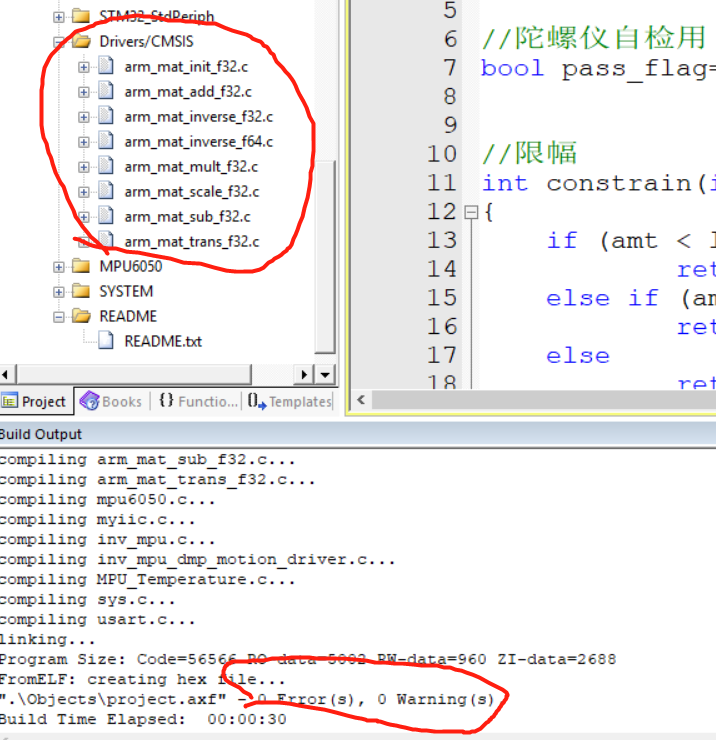 STM32_StdPeriph
Drivers/CMSIS
arm_mat_init_f32.c
arm_mat_add_f32.c
arm_mat_inverse_f32.c
arm_mat_inverse_f64.c
arm_mat_mult_f32.c
arm_mat_scale_f32.c
arm_mat_sub_f32.c
arm_mat_trans_f32.c
MPU6050
SYSTEM
README
README.txt
Project Books {} Functio... Templates
5
6 //陀螺仪自检用
7 bool pass_flag=
8
9
10 //限幅
11 int constrain(i
12 {
13 if (amt < l
14 ret
15 else if (am
16 ret
17 else
18 ret
Build Output
compiling arm_mat_sub_f32.c...
compiling arm_mat_trans_f32.c...
compiling mpu6050.c...
compiling myiic.c...
compiling inv_mpu.c...
compiling inv_mpu_dmp_motion_driver.c...
compiling MPU_Temperature.c...
compiling sys.c...
compiling usart.c...
linking...
Program Size: Code=56566 RO-data=5002 RW-data=960 ZI-data=2688
FromELF: creating hex file...
".\Objects\project.axf" - 0 Error(s), 0 Warning(s)
Build Time Elapsed: 00:00:30